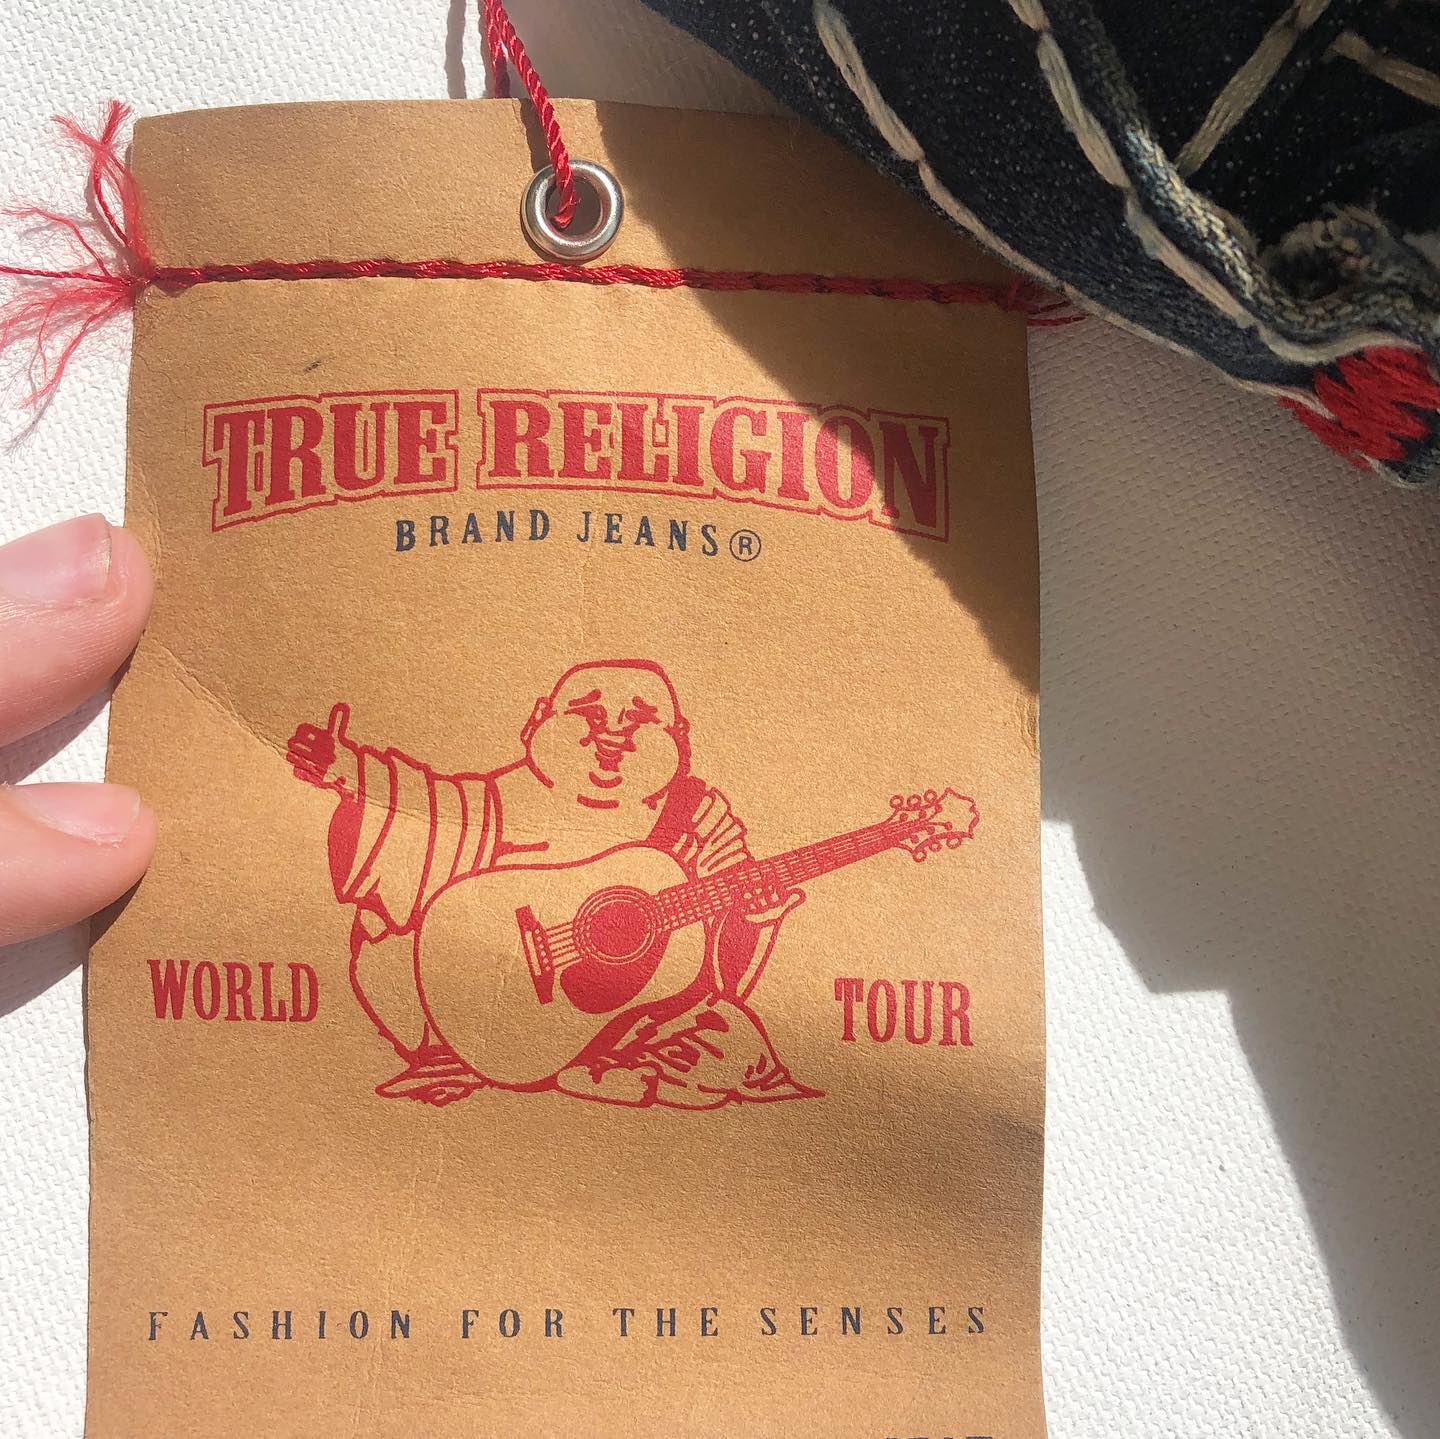 TRUE RELIGION
BRAND JEANS®
WORLD TOUR
FASHION FOR THE SENSES